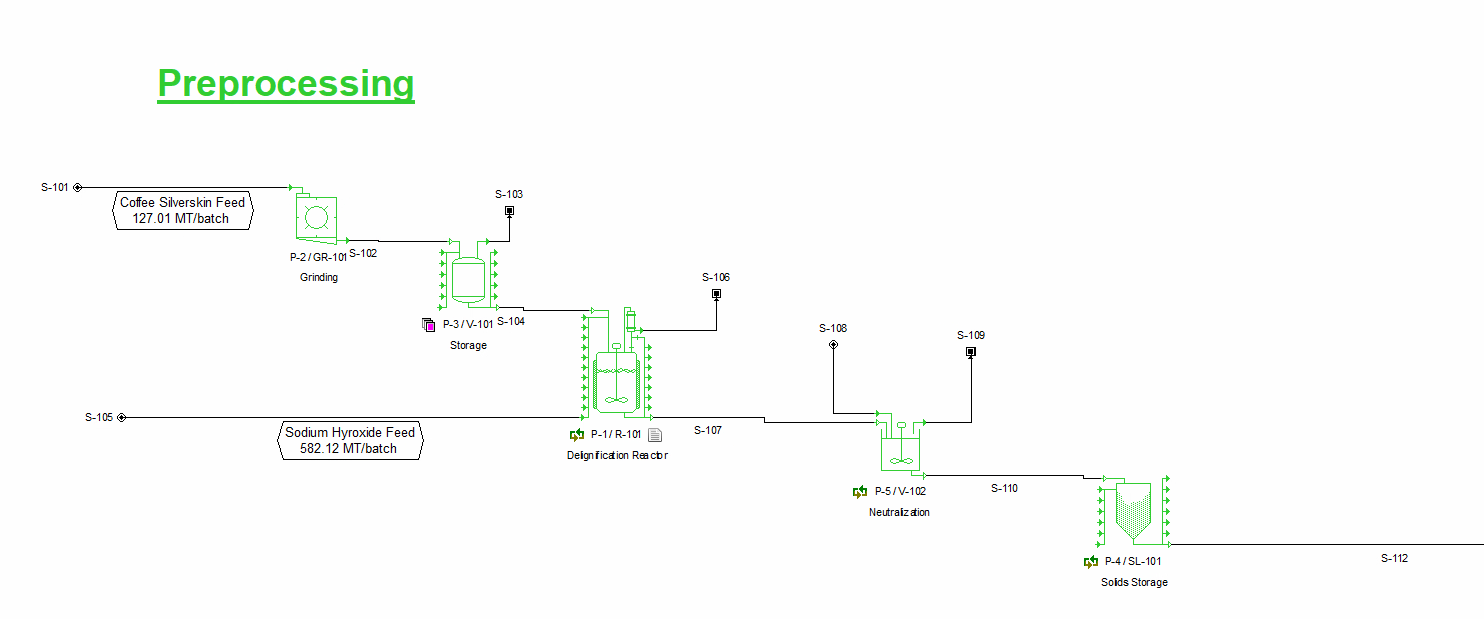 Preprocessing
S-101
Coffee Silverskin Feed
127.01 MT/batch
S-103
P-2 / GR-101
S-102
Grinding
S-106
P-3 / V-101
S-104
Storage
S-108
S-109
S-105
Sodium Hyroxide Feed
582.12 MT/batch
P-1 / R-101
S-107
Delignification Reactor
P-5 / V-102
S-110
Neutralization
P-4 / SL-101
S-112
Solids Storage